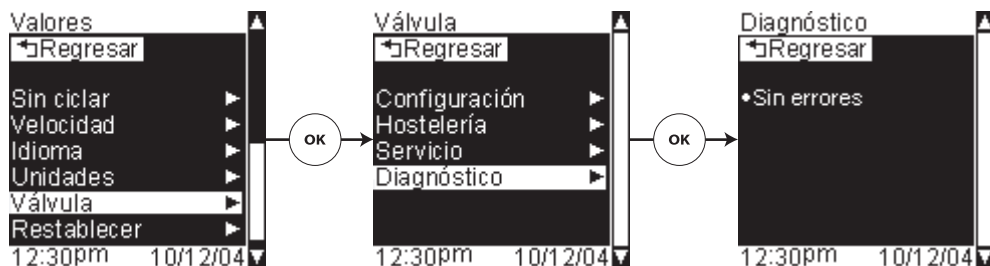 Valores
Regresar
Sin ciclar
Velocidad
Idioma
Unidades
Válvula
Restablecer
12:30pm 10/12/04
OK
Válvula
Regresar
Configuración
Hostelería
Servicio
Diagnóstico
12:30pm 10/12/04
OK
Diagnóstico
Regresar
•Sin errores
12:30pm 10/12/04